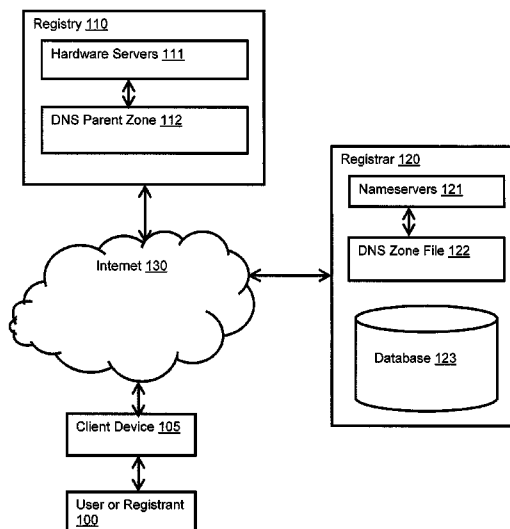 Registry 110
Hardware Servers 111
DNS Parent Zone 112
Registrar 120
Nameservers 121
DNS Zone File 122
Database 123
Internet 130
Client Device 105
User or Registrant
100